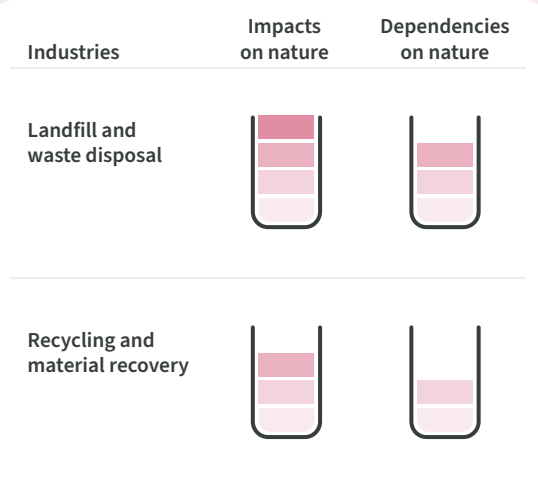 Industries
Impacts
on nature
Dependencies
on nature
Landfill and
waste disposal
Recycling and
material recovery